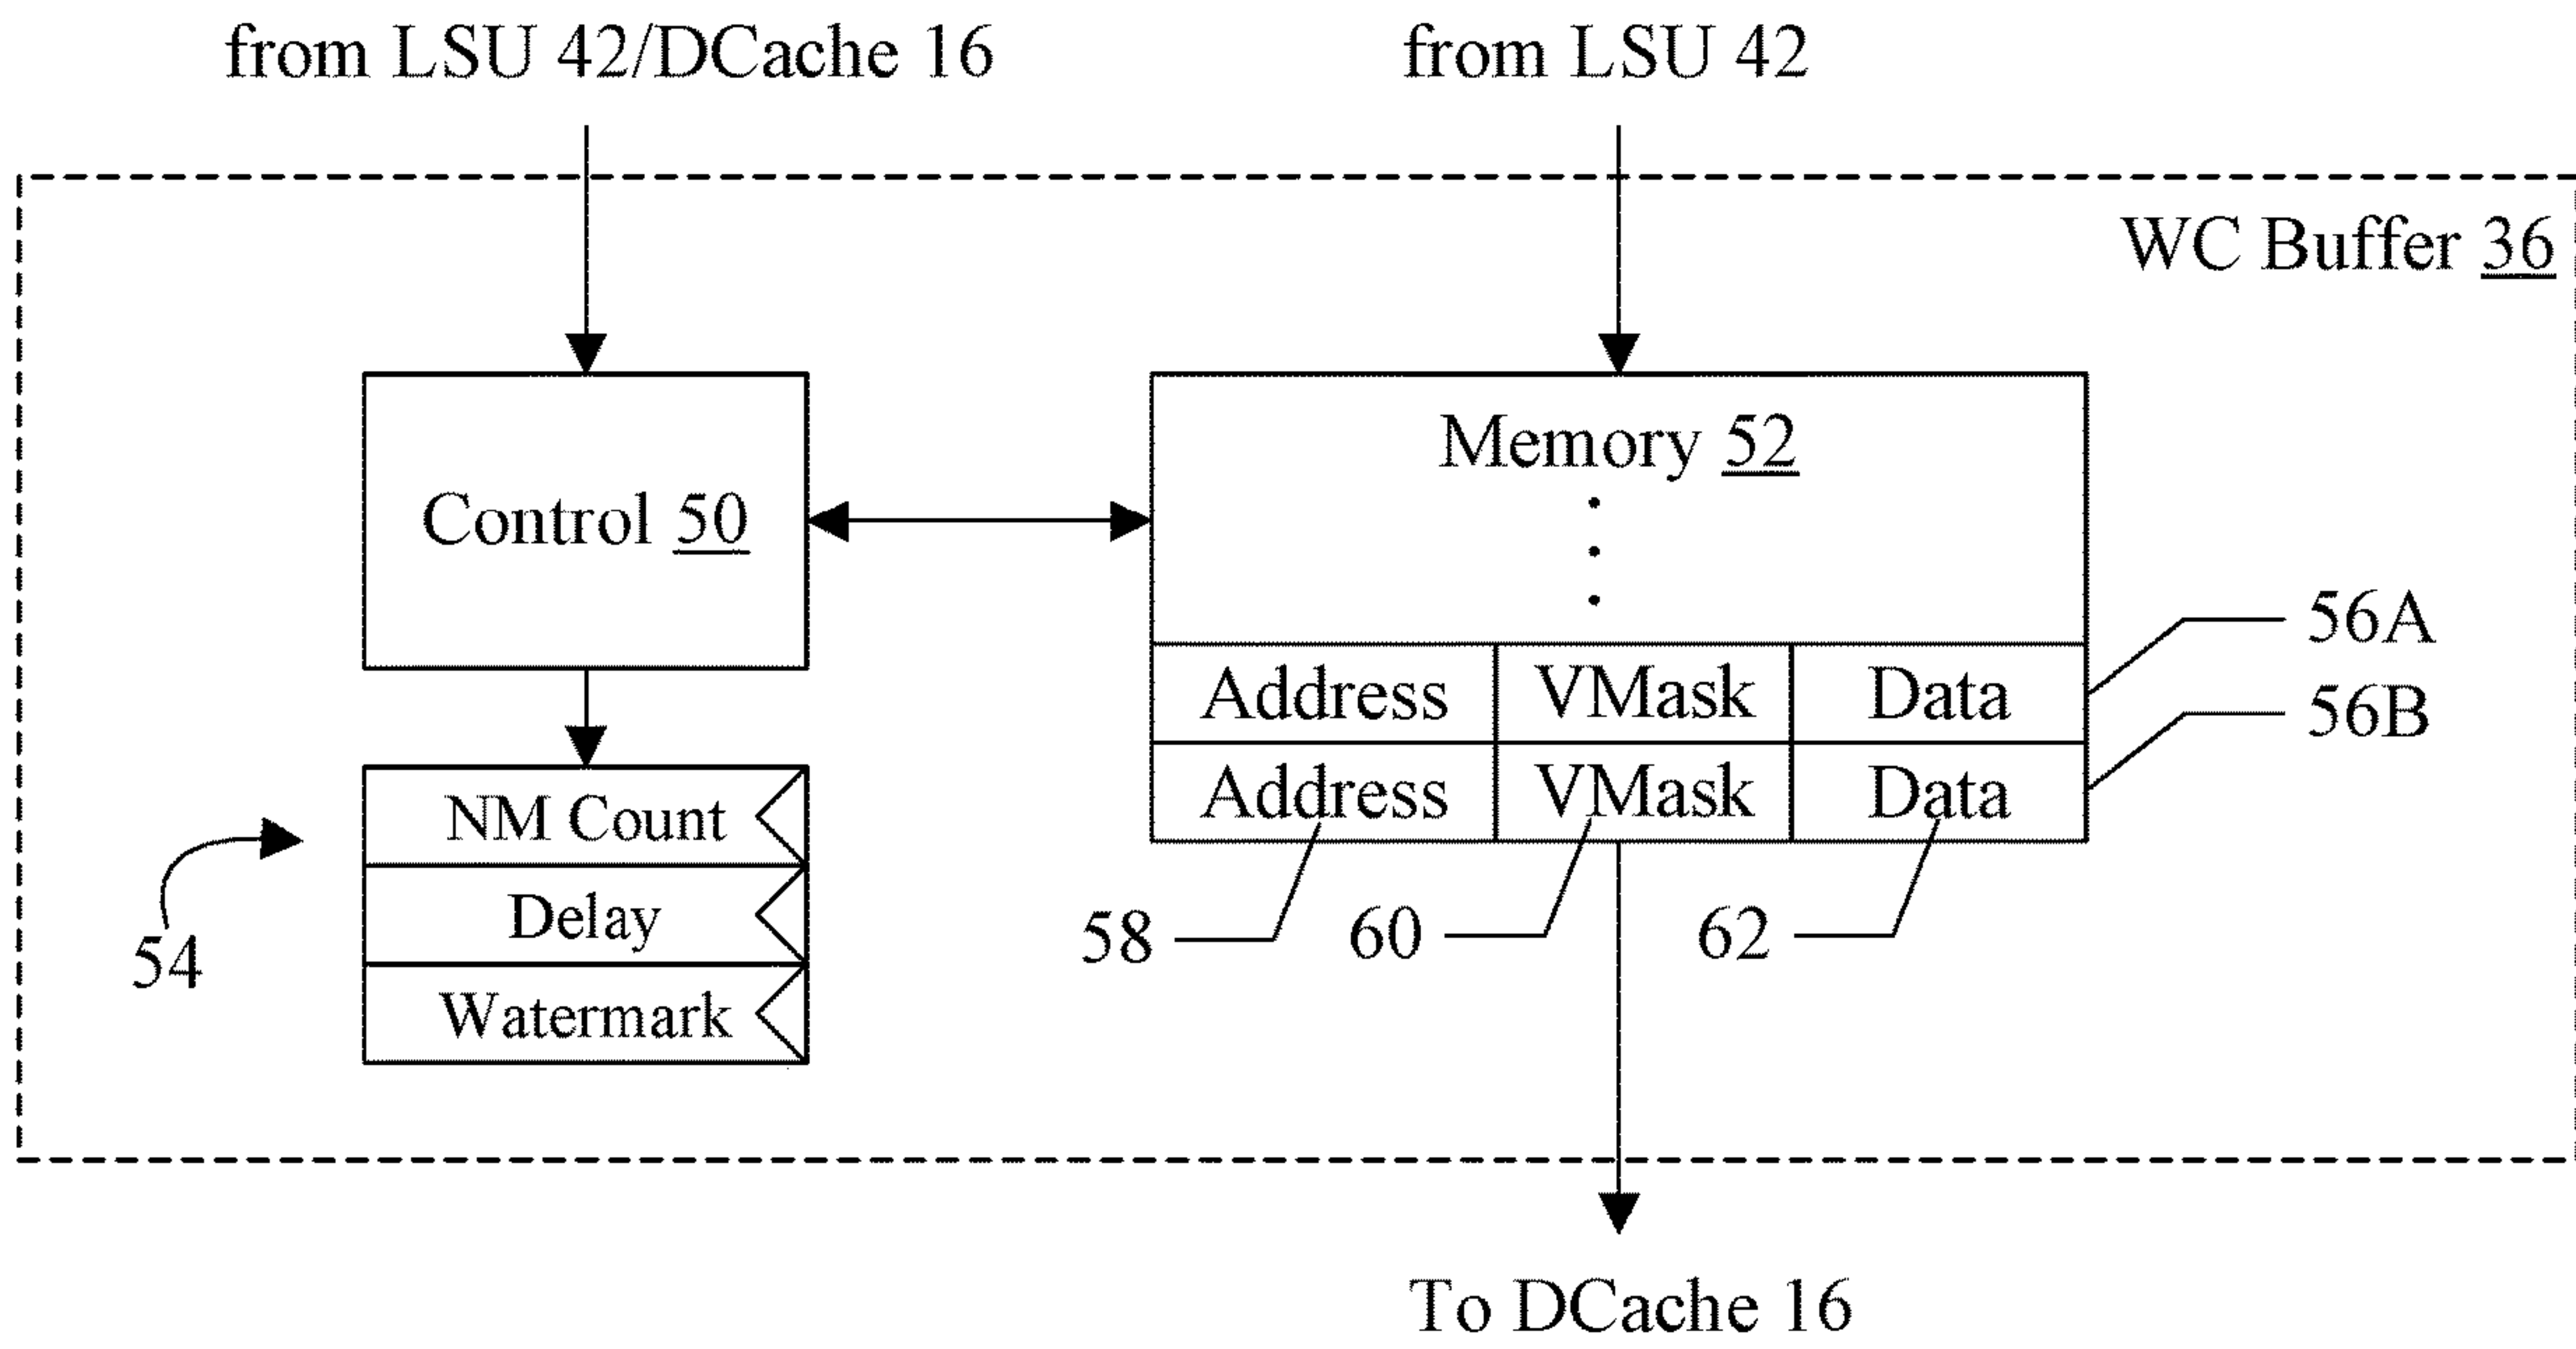 from LSU 42/DCache 16
from LSU 42
WC Buffer 36
Memory 52
Control 50
56A
Address VMask Data
56B
Address VMask Data
NM Count
Delay
Watermark
54
58
60
62
To DCache 16